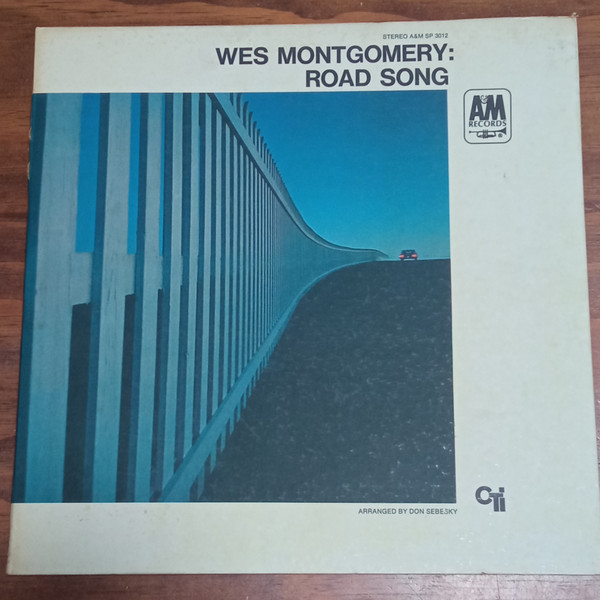 STEREO A&M SP 3012
WES MONTGOMERY:
ROAD SONG
A&M
RECORDS
ARRANGED BY DON SEBESKY
CTi